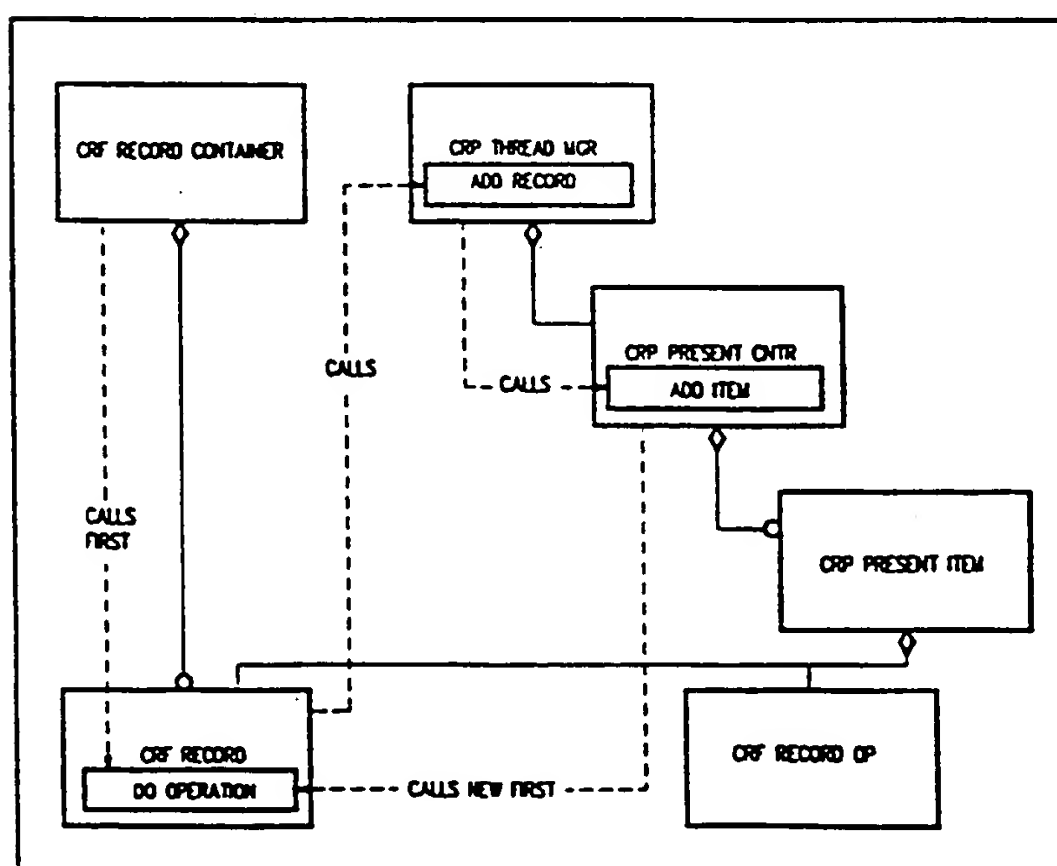 CRF RECORD CONTAINER
CRP THREAD MGR
ADD RECORD
CALLS
CRP PRESENT CNTR
CALLS
ADD ITEM
CALLS
FIRST
CRP PRESENT ITEM
CRF RECORD
DO OPERATION
CALLS NEW FIRST
CRF RECORD OP